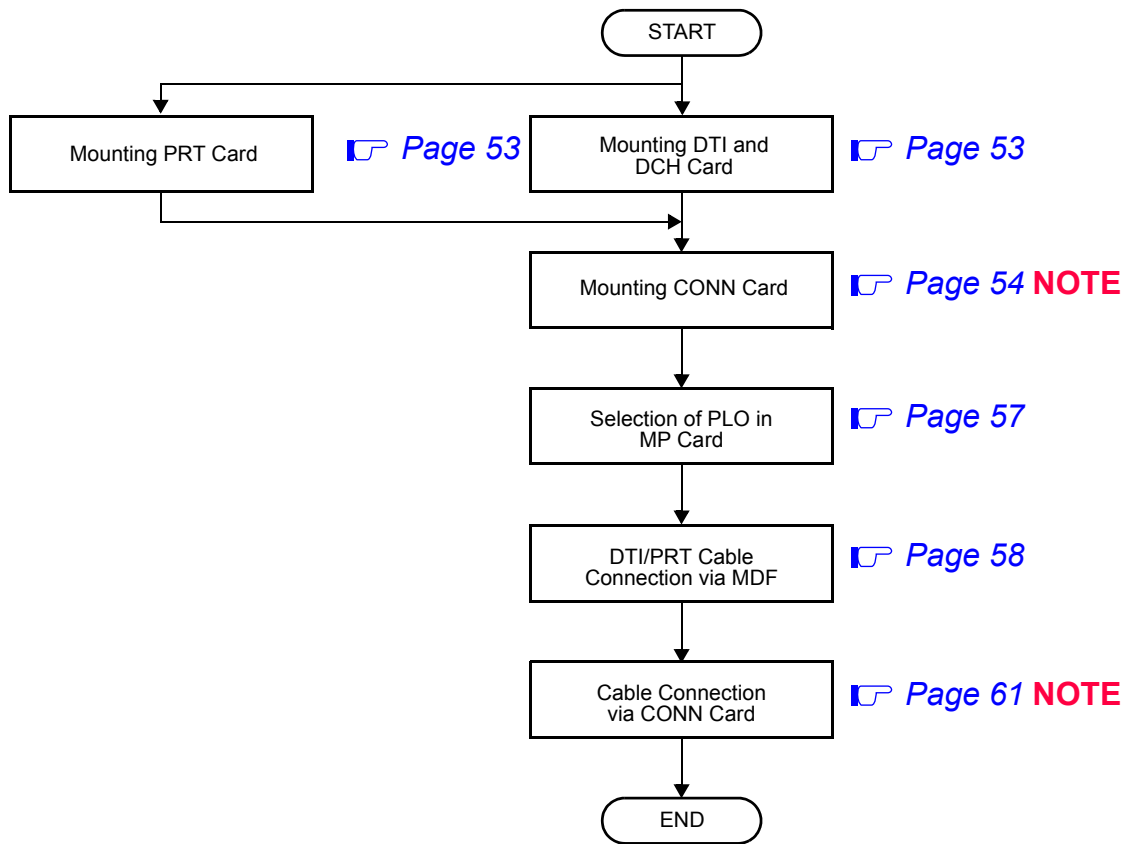 START
Mounting PRT Card
Page 53
Mounting DTI and
DCH Card
Page 53
Mounting CONN Card
Page 54 NOTE
Selection of PLO in
MP Card
Page 57
DTI/PRT Cable
Connection via MDF
Page 58
Cable Connection
via CONN Card
Page 61 NOTE
END